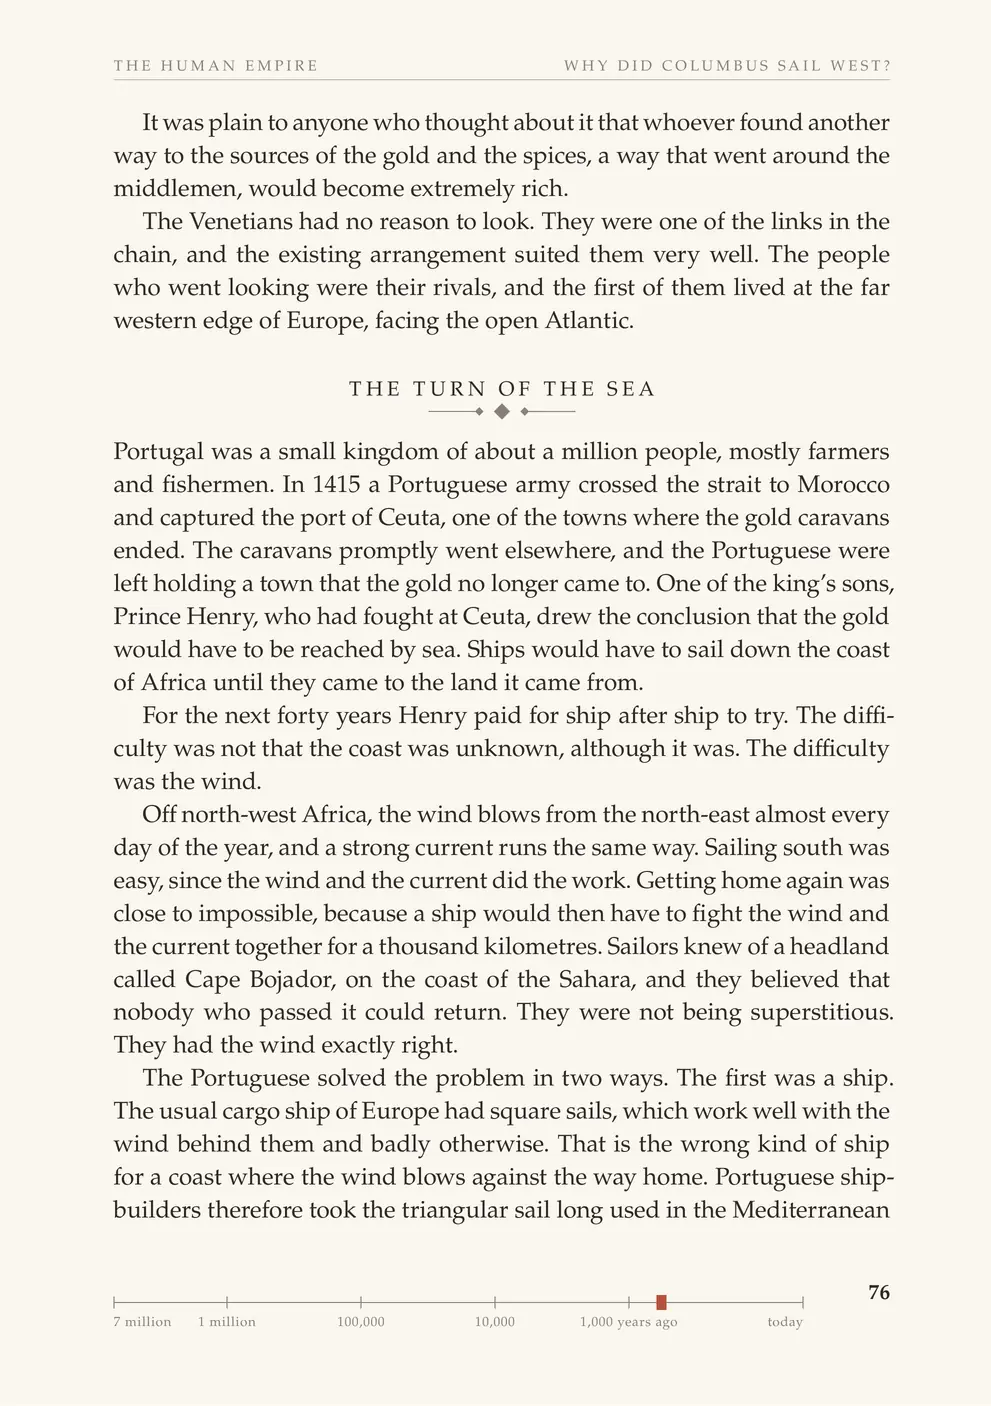 THE HUMAN EMPIRE
WHY DID COLUMBUS SAIL WEST?
It was plain to anyone who thought about it that whoever found another
way to the sources of the gold and the spices, a way that went around the
middlemen, would become extremely rich.
The Venetians had no reason to look. They were one of the links in the
chain, and the existing arrangement suited them very well. The people
who went looking were their rivals, and the first of them lived at the far
western edge of Europe, facing the open Atlantic.
THE TURN OF THE SEA
Portugal was a small kingdom of about a million people, mostly farmers
and fishermen. In 1415 a Portuguese army crossed the strait to Morocco
and captured the port of Ceuta, one of the towns where the gold caravans
ended. The caravans promptly went elsewhere, and the Portuguese were
left holding a town that the gold no longer came to. One of the king’s sons,
Prince Henry, who had fought at Ceuta, drew the conclusion that the gold
would have to be reached by sea. Ships would have to sail down the coast
of Africa until they came to the land it came from.
For the next forty years Henry paid for ship after ship to try. The diffi-
culty was not that the coast was unknown, although it was. The difficulty
was the wind.
Off north-west Africa, the wind blows from the north-east almost every
day of the year, and a strong current runs the same way. Sailing south was
easy, since the wind and the current did the work. Getting home again was
close to impossible, because a ship would then have to fight the wind and
the current together for a thousand kilometres. Sailors knew of a headland
called Cape Bojador, on the coast of the Sahara, and they believed that
nobody who passed it could return. They were not being superstitious.
They had the wind exactly right.
The Portuguese solved the problem in two ways. The first was a ship.
The usual cargo ship of Europe had square sails, which work well with the
wind behind them and badly otherwise. That is the wrong kind of ship
for a coast where the wind blows against the way home. Portuguese ship-
builders therefore took the triangular sail long used in the Mediterranean
76
7 million
1 million
100,000
10,000
1,000 years ago
today